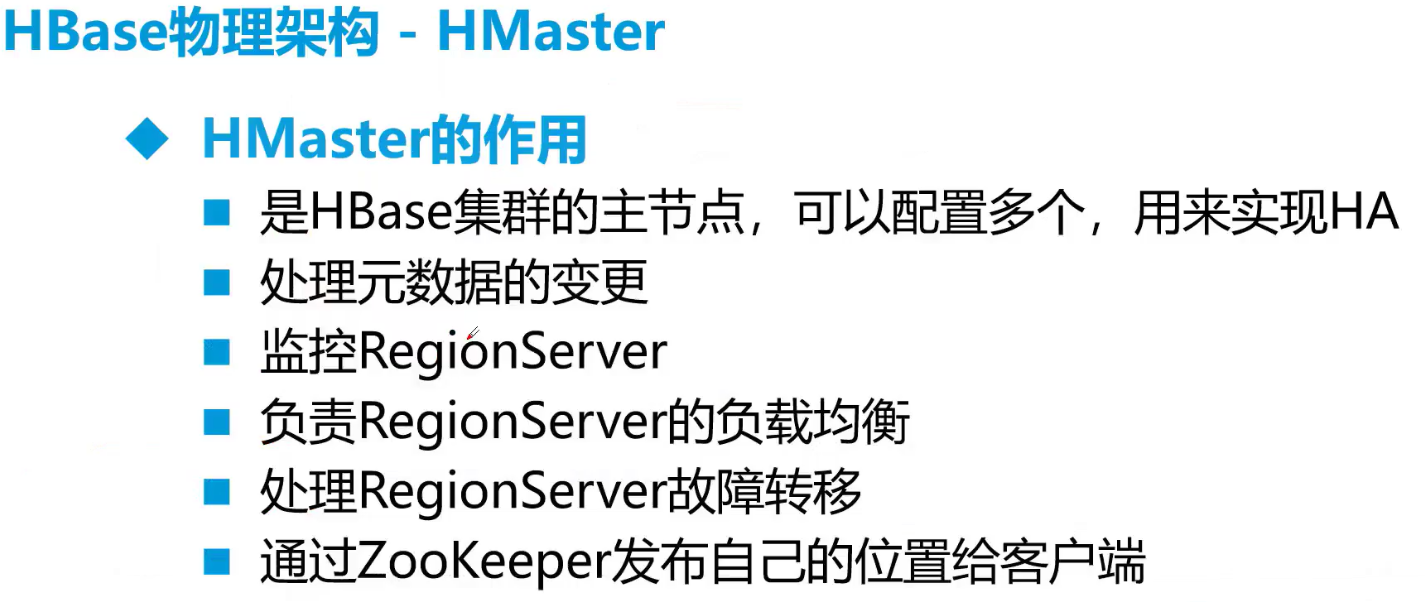 HBase物理架构 - HMaster
HMaster的作用
是HBase集群的主节点，可以配置多个，用来实现HA
处理元数据的变更
监控RegionServer
负责RegionServer的负载均衡
处理RegionServer故障转移
通过ZooKeeper发布自己的位置给客户端